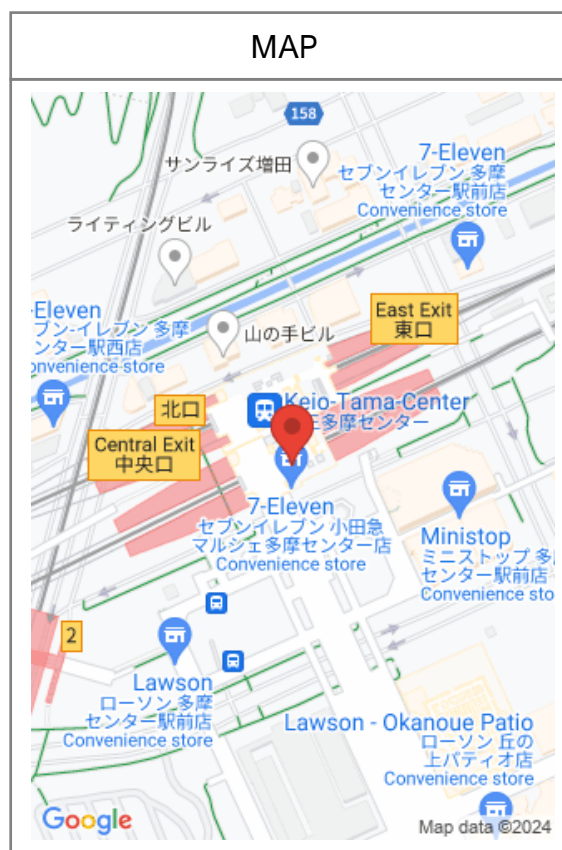 MAP
158
サンライズ増田
7-Eleven
セブンイレブン 多摩
センター駅前店
Convenience store
ライティングビル
-Eleven
ブン-イレブン 多摩
ンター駅西店
onvenience store
山の手ビル
East Exit
東口
北口
Central Exit
中央口
Keio-Tama-Center
王多摩センター
7-Eleven
セブンイレブン 小田急
マルシェ多摩センター店
Convenience store
Ministop
ミニストップ 多
センター駅前店
Convenience sto
2
Lawson
ローソン 多摩
センター駅前店
Convenience store
Lawson - Okanoue Patio
ローソン 丘の
上パティオ店
Convenience store
Google
Map data ©2024